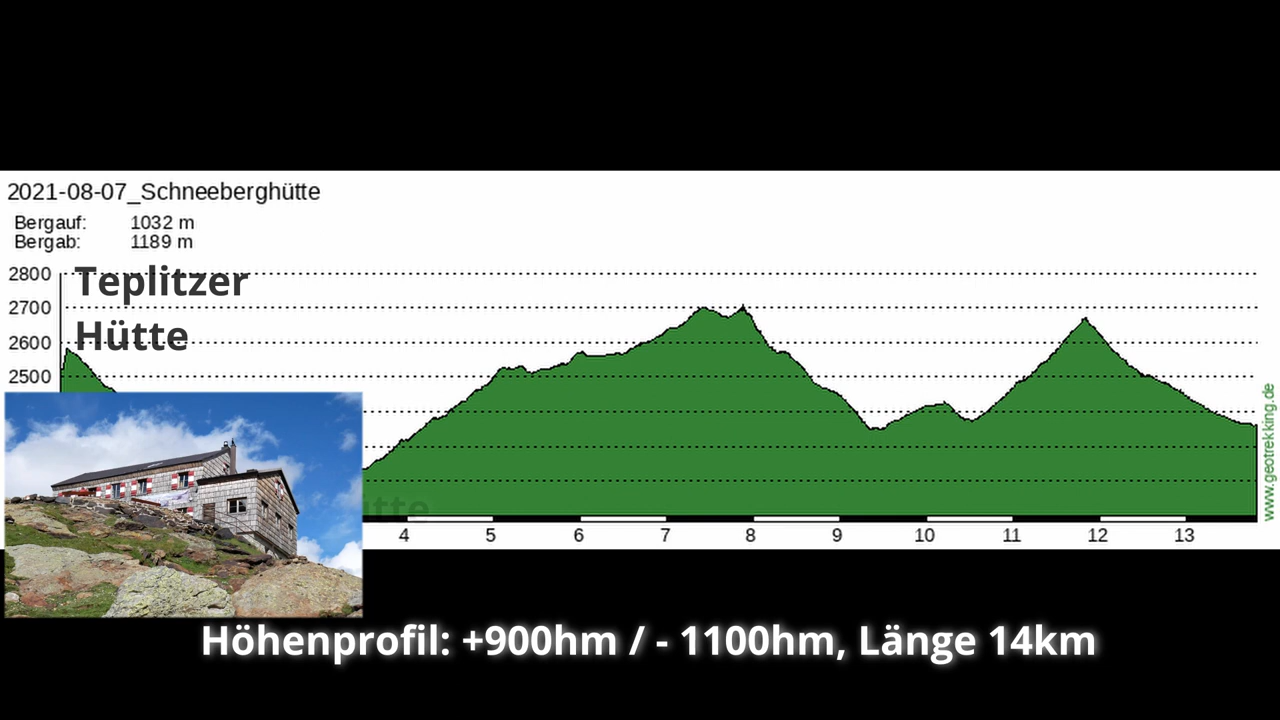 2021-08-07_Schneeberghütte
Bergauf: 1032 m
Bergab: 1189 m
2800
Teplitzer
2700
Hütte
2600
2500
www.geotrekking.de
4 5 6 7 8 9 10 11 12 13
Höhenprofil: +900hm / - 1100hm, Länge 14km